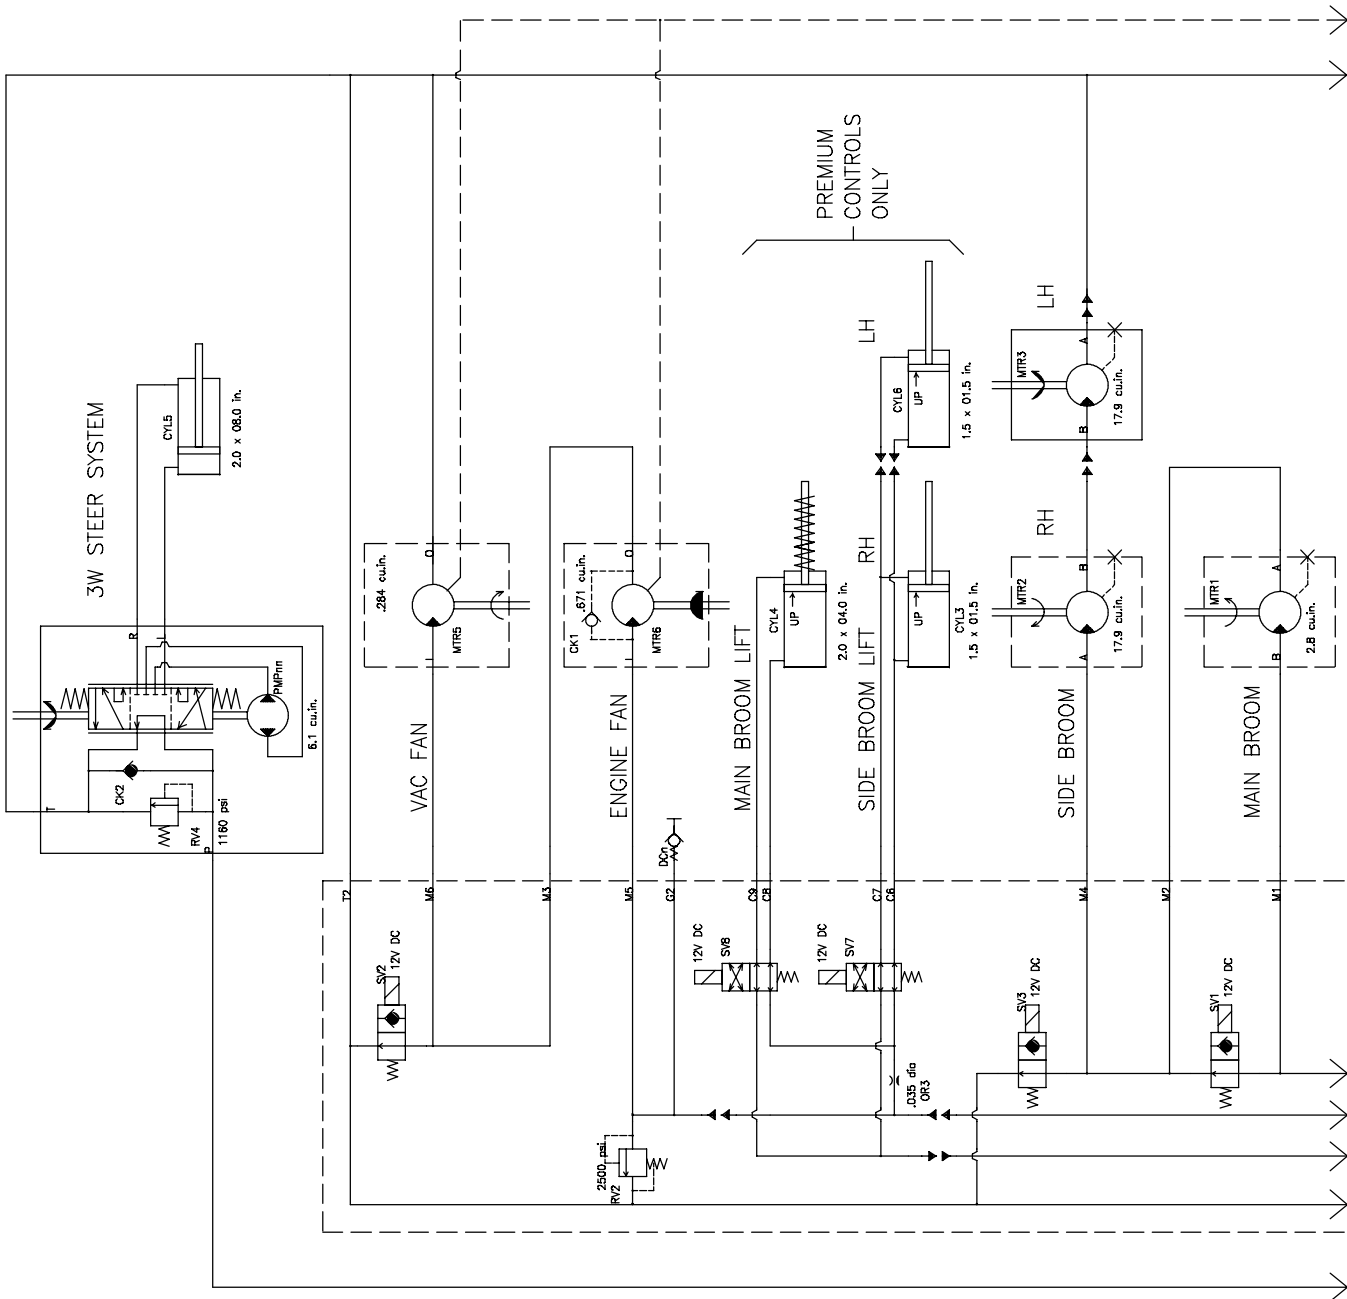 3W STEER SYSTEM
R
L
T
P
CYL5
2.0 x 08.0 in.
PMPnn
6.1 cu.in.
CK2
RV4
1160 psi
VAC FAN
.284 cu.in.
I
O
MTR5
ENGINE FAN
.671 cu.in.
CK1
I
O
MTR6
MAIN BROOM LIFT
CYL4
UP
2.0 x 04.0 in.
SIDE BROOM LIFT
RH
LH
CYL3
UP
1.5 x 01.5 in.
CYL6
UP
1.5 x 01.5 in.
PREMIUM
CONTROLS
ONLY
SIDE BROOM
RH
LH
MTR2
A
B
17.9 cu.in.
MTR3
B
A
17.9 cu.in.
MAIN BROOM
MTR1
B
A
2.8 cu.in.
T2
M6
M3
M5
G2
DCn
C9
C8
C7
C6
M4
M2
M1
SV2
12V DC
SV8
12V DC
SV7
12V DC
SV3
12V DC
SV1
12V DC
.035 dia
OR3
2500 psi
RV2